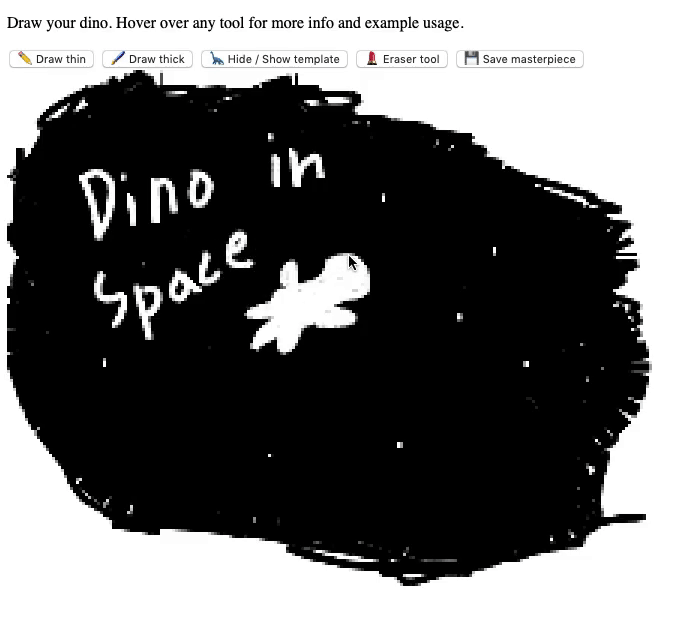 Draw your dino. Hover over any tool for more info and example usage.
Draw thin Draw thick Hide / Show template Eraser tool Save masterpiece
Dino in
Space